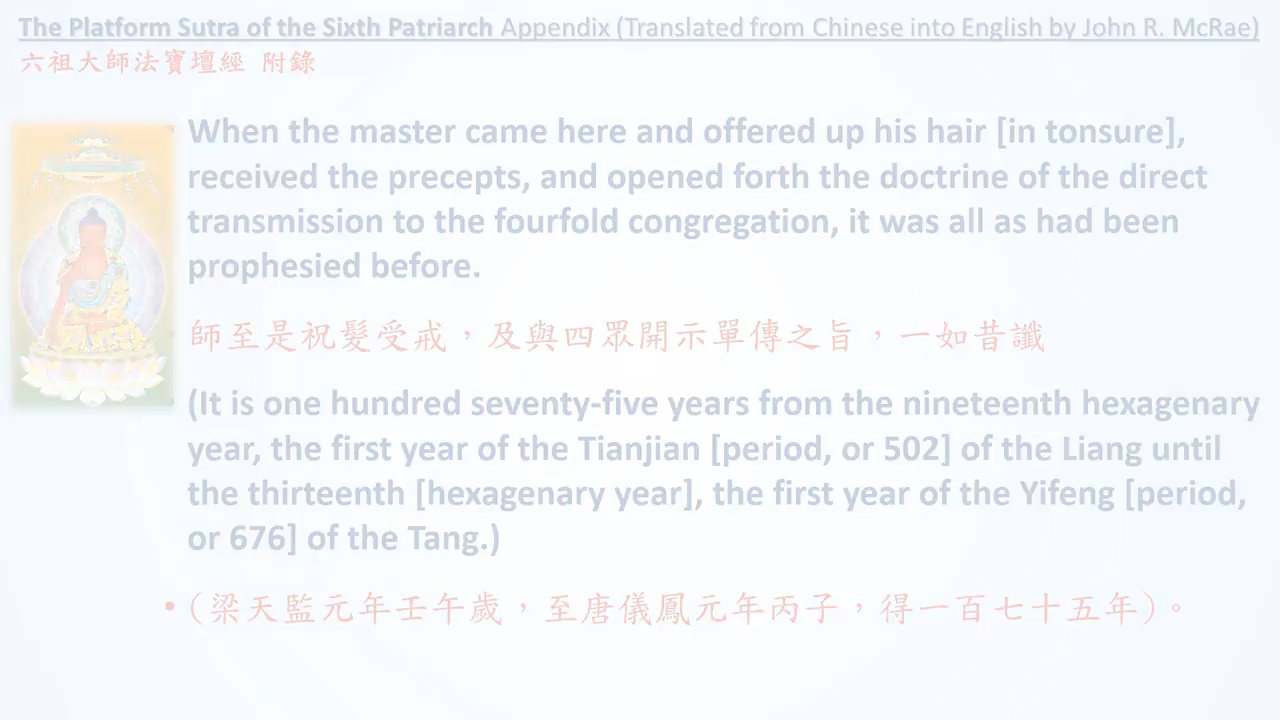 The Platform Sutra of the Sixth Patriarch Appendix (Translated from Chinese into English by John R. McRae)
六祖大師法寶壇經 附錄
When the master came here and offered up his hair [in tonsure],
received the precepts, and opened forth the doctrine of the direct
transmission to the fourfold congregation, it was all as had been
prophesied before.
師至是祝髮受戒，及與四眾開示單傳之旨，一如昔讖
(It is one hundred seventy-five years from the nineteenth hexagenary
year, the first year of the Tianjian [period, or 502] of the Liang until
the thirteenth [hexagenary year], the first year of the Yifeng [period,
or 676] of the Tang.)
• (梁天監元年壬午歲，至唐儀鳳元年丙子，得一百七十五年)。